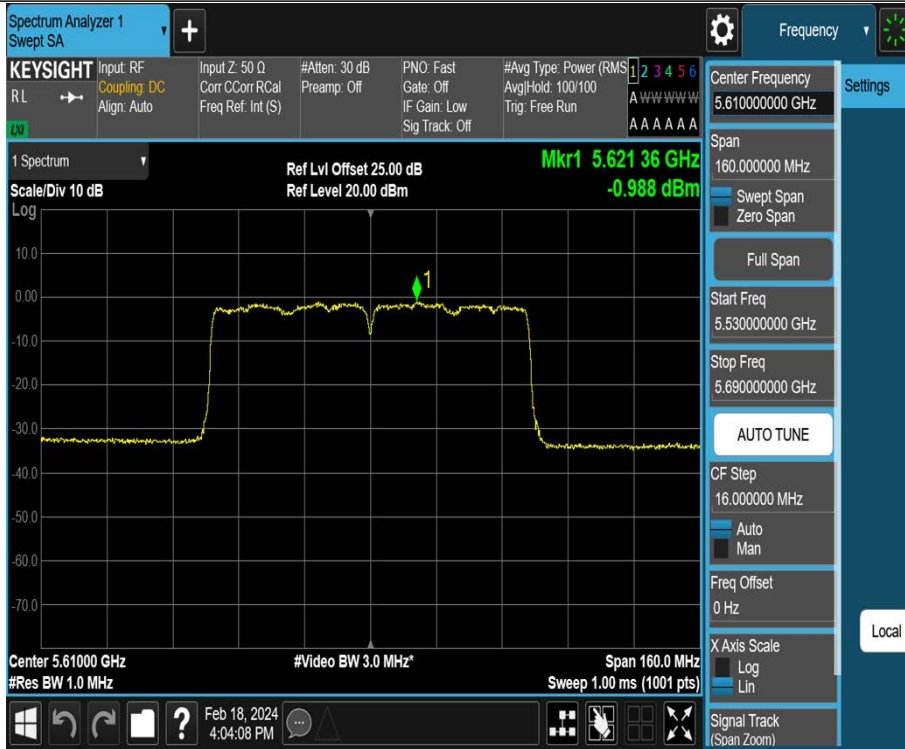 Spectrum Analyzer 1
Swept SA
+
Frequency
KEYSIGHT
R L
LXI
Input: RF
Coupling: DC
Align: Auto
Input Z: 50 Ω
Corr CCorr RCal
Freq Ref: Int (S)
#Atten: 30 dB
Preamp: Off
PNO: Fast
Gate: Off
IF Gain: Low
Sig Track: Off
#Avg Type: Power (RMS
Avg|Hold: 100/100
Trig: Free Run
1 2 3 4 5 6
A W W W W W
A A A A A A
Center Frequency
5.610000000 GHz
Settings
1 Spectrum
Scale/Div 10 dB
Log
Ref Lvl Offset 25.00 dB
Ref Level 20.00 dBm
Mkr1 5.621 36 GHz
-0.988 dBm
Span
160.000000 MHz
Swept Span
Zero Span
Full Span
Start Freq
5.530000000 GHz
Stop Freq
5.690000000 GHz
AUTO TUNE
CF Step
16.000000 MHz
Auto
Man
Freq Offset
0 Hz
X Axis Scale
Log
Lin
Signal Track
(Span Zoom)
Local
10.0
0.00
-10.0
-20.0
-30.0
-40.0
-50.0
-60.0
-70.0
1
Center 5.61000 GHz
#Res BW 1.0 MHz
#Video BW 3.0 MHz*
Span 160.0 MHz
Sweep 1.00 ms (1001 pts)
?
Feb 18, 2024
4:04:08 PM